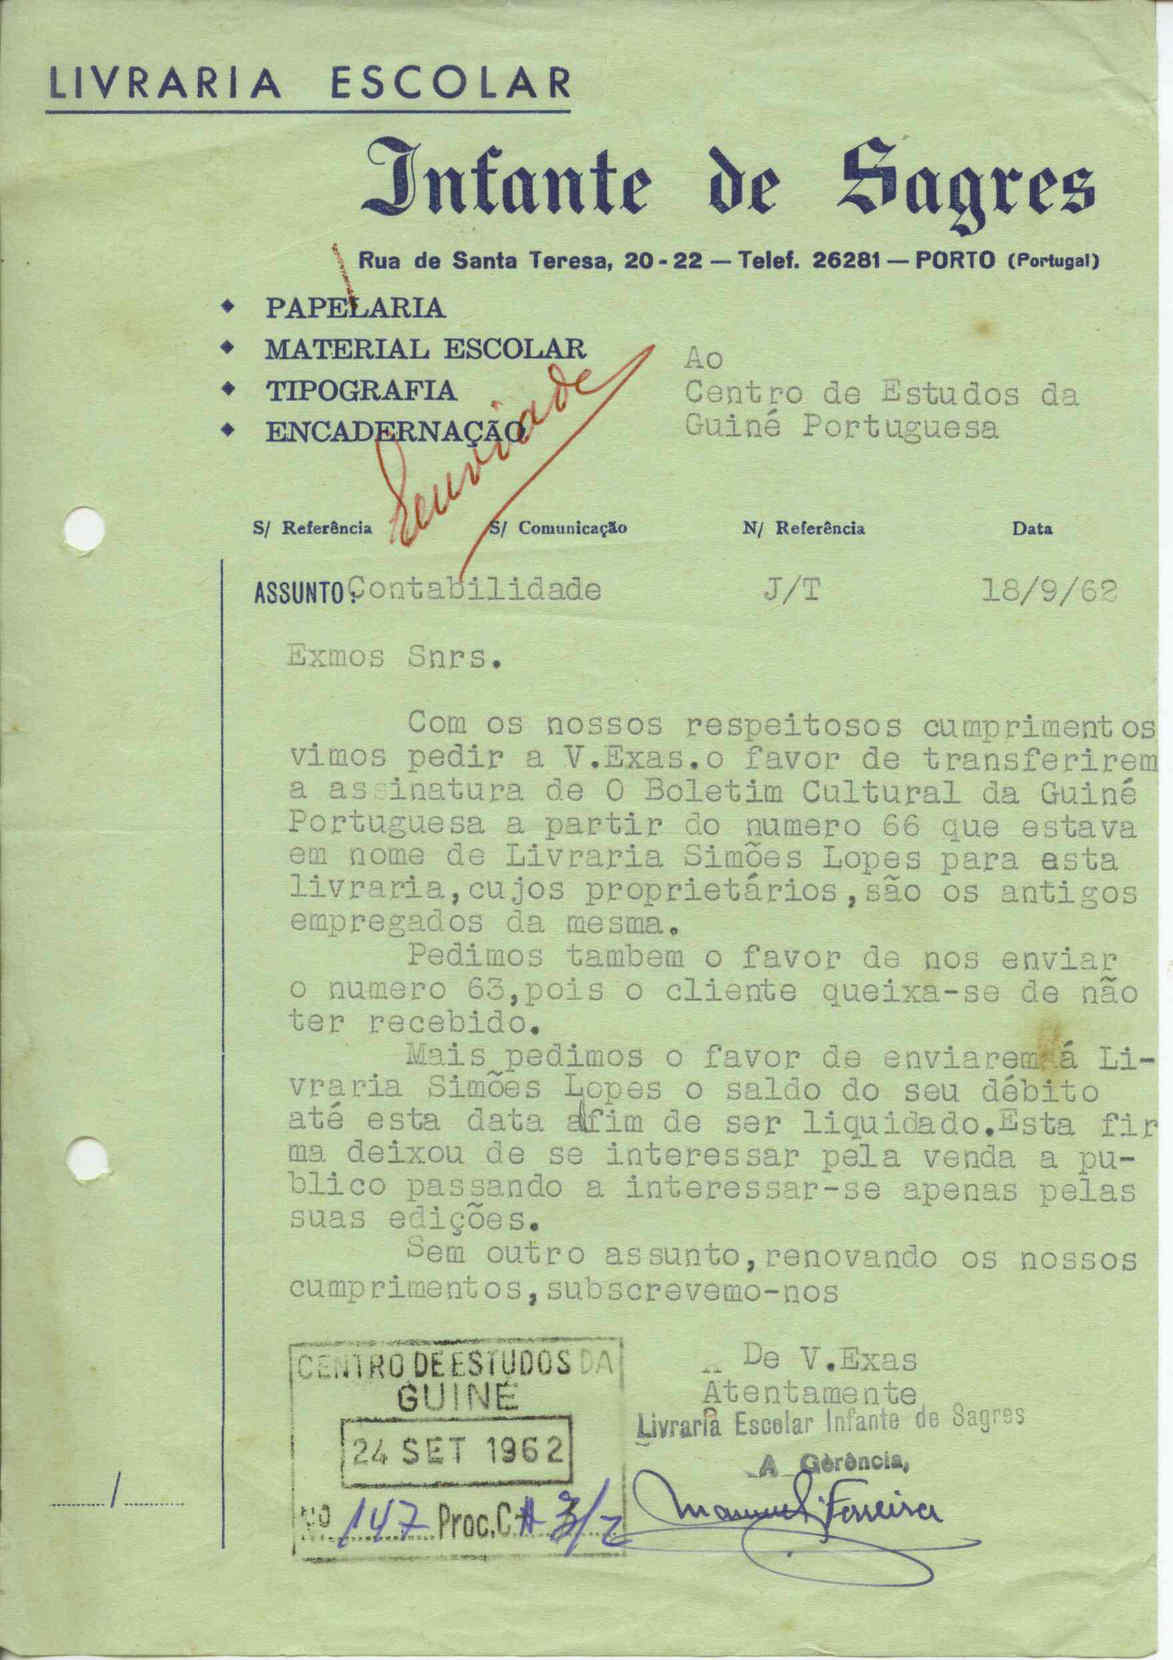 LIVRARIA ESCOLAR
Infante de Sagres
Rua de Santa Teresa, 20-22 — Telef. 26281 — PORTO (Portugal)
PAPELARIA
MATERIAL ESCOLAR
TIPOGRAFIA
ENCADERNAÇÃO
Ao
Centro de Estudos da
Guiné Portuguesa
S/ Referência S/ Comunicação N/ Referência Data
ASSUNTO: Contabilidade J/T 18/9/62
Exmos Snrs.
Com os nossos respeitosos cumprimentos
vimos pedir a V.Exas.o favor de transferirem
a assinatura de O Boletim Cultural da Guiné
Portuguesa a partir do numero 66 que estava
em nome de Livraria Simões Lopes para esta
livraria,cujos proprietários,são os antigos
empregados da mesma.
Pedimos tambem o favor de nos enviar
o numero 63,pois o cliente queixa-se de não
ter recebido.
Mais pedimos o favor de enviarem á Li-
vraria Simões Lopes o saldo do seu débito
até esta data afim de ser liquidado.Esta fir
ma deixou de se interessar pela venda a pu-
blico passando a interessar-se apenas pelas
suas edições.
Sem outro assunto,renovando os nossos
cumprimentos,subscrevemo-nos
De V.Exas
Atentamente
Livraria Escolar Infante de Sagres
A Gerência,
Manuel Ferreira
CENTRO DE ESTUDOS DA
GUINÉ
24 SET 1962
Nº 147 Proc.C